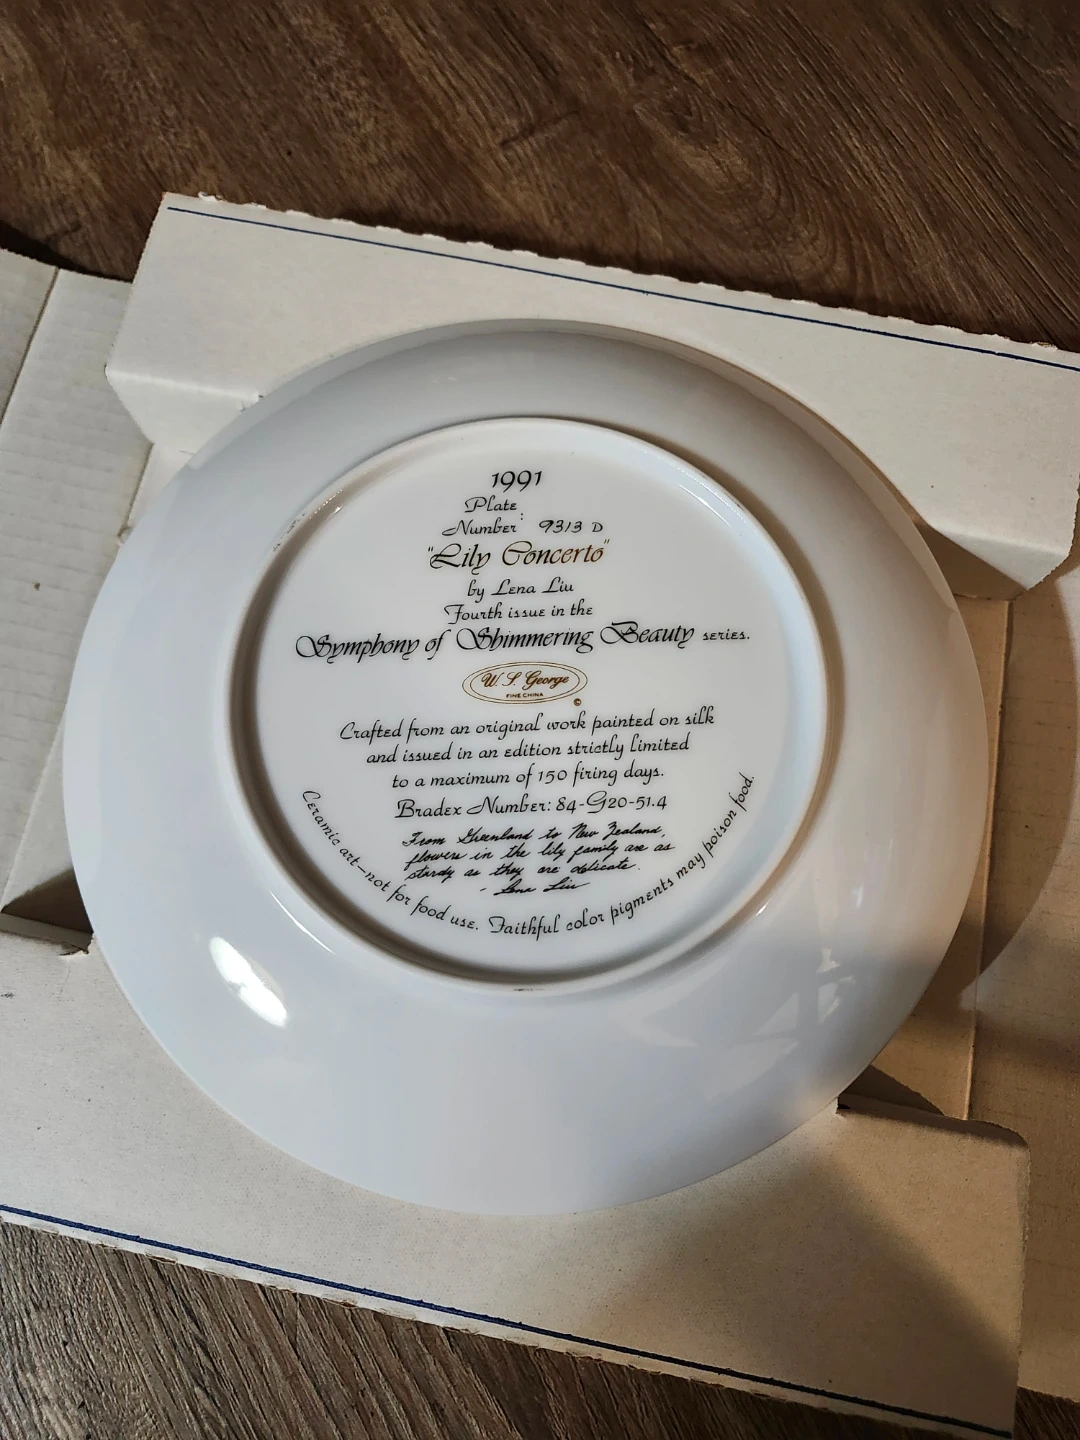 1991
Plate
Number: 9313 D
"Lily Concerto"
by Lena Liu
Fourth issue in the
Symphony of Shimmering Beauty series.
W. S. George
FINE CHINA
©
Crafted from an original work painted on silk
and issued in an edition strictly limited
to a maximum of 150 firing days.
Bradex Number: 84-G20-51.4
From Greenland to New Zealand,
flowers in the lily family are as
sturdy as they are delicate.
- Lena Liu
Ceramic art—not for food use. Faithful color pigments may poison food.